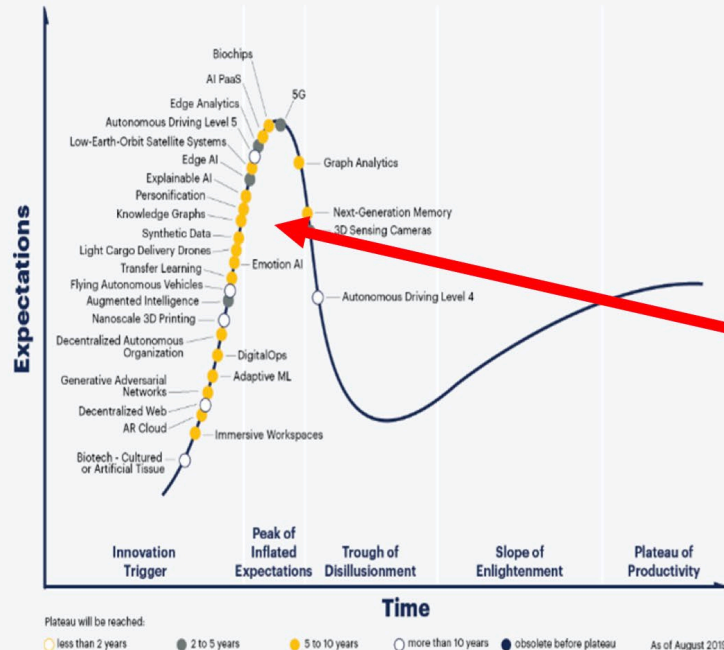 Biochips
AI PaaS
5G
Edge Analytics
Autonomous Driving Level 5
Low-Earth-Orbit Satellite Systems
Edge AI
Graph Analytics
Explainable AI
Personification
Knowledge Graphs
Next-Generation Memory
Synthetic Data
3D Sensing Cameras
Light Cargo Delivery Drones
Transfer Learning
Emotion AI
Flying Autonomous Vehicles
Augmented Intelligence
Autonomous Driving Level 4
Nanoscale 3D Printing
Decentralized Autonomous
Organization
DigitalOps
Generative Adversarial
Networks
Adaptive ML
Decentralized Web
AR Cloud
Immersive Workspaces
Biotech - Cultured
or Artificial Tissue
Expectations
Innovation
Trigger
Peak of
Inflated
Expectations
Trough of
Disillusionment
Slope of
Enlightenment
Plateau of
Productivity
Time
Plateau will be reached:
less than 2 years
2 to 5 years
5 to 10 years
more than 10 years
obsolete before plateau
As of August 2019